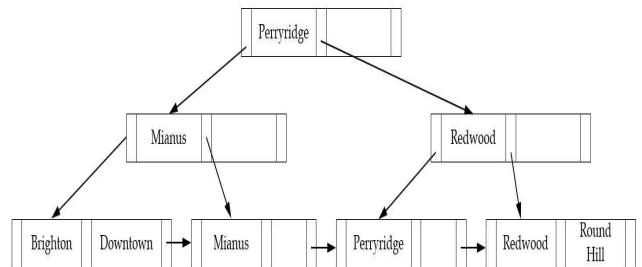 Perryridge
Mianus
Redwood
Brighton
Downtown
Mianus
Perryridge
Redwood
Round
Hill